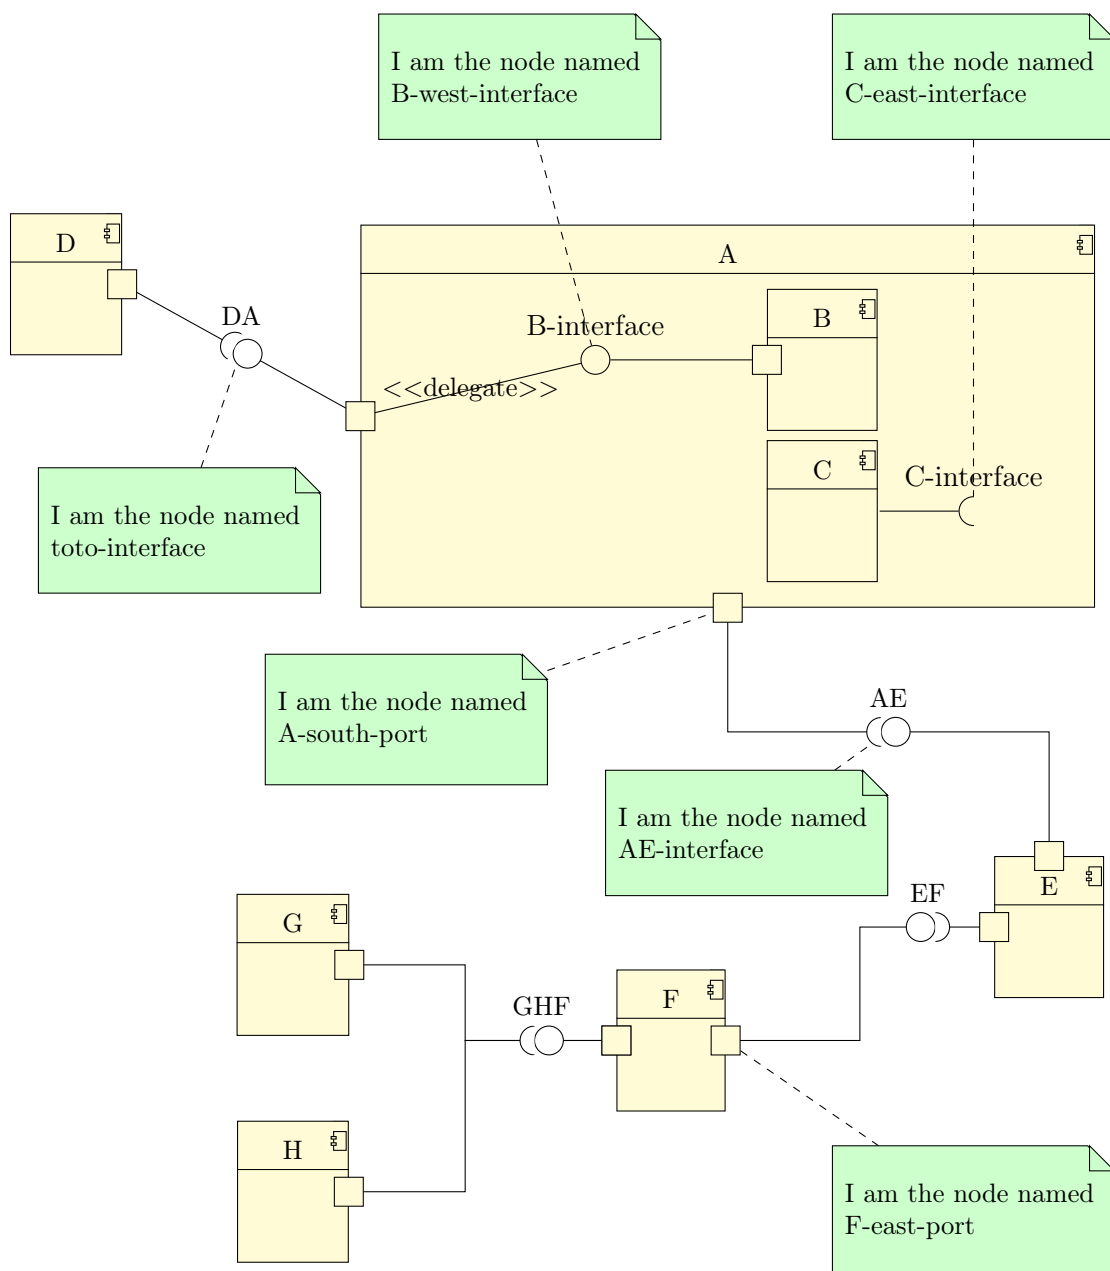 I am the node named
B-west-interface
I am the node named
C-east-interface
D
A
DA
B-interface
B
<<delegate>>
C
C-interface
I am the node named
toto-interface
I am the node named
A-south-port
AE
I am the node named
AE-interface
E
EF
G
F
GHF
H
I am the node named
F-east-port